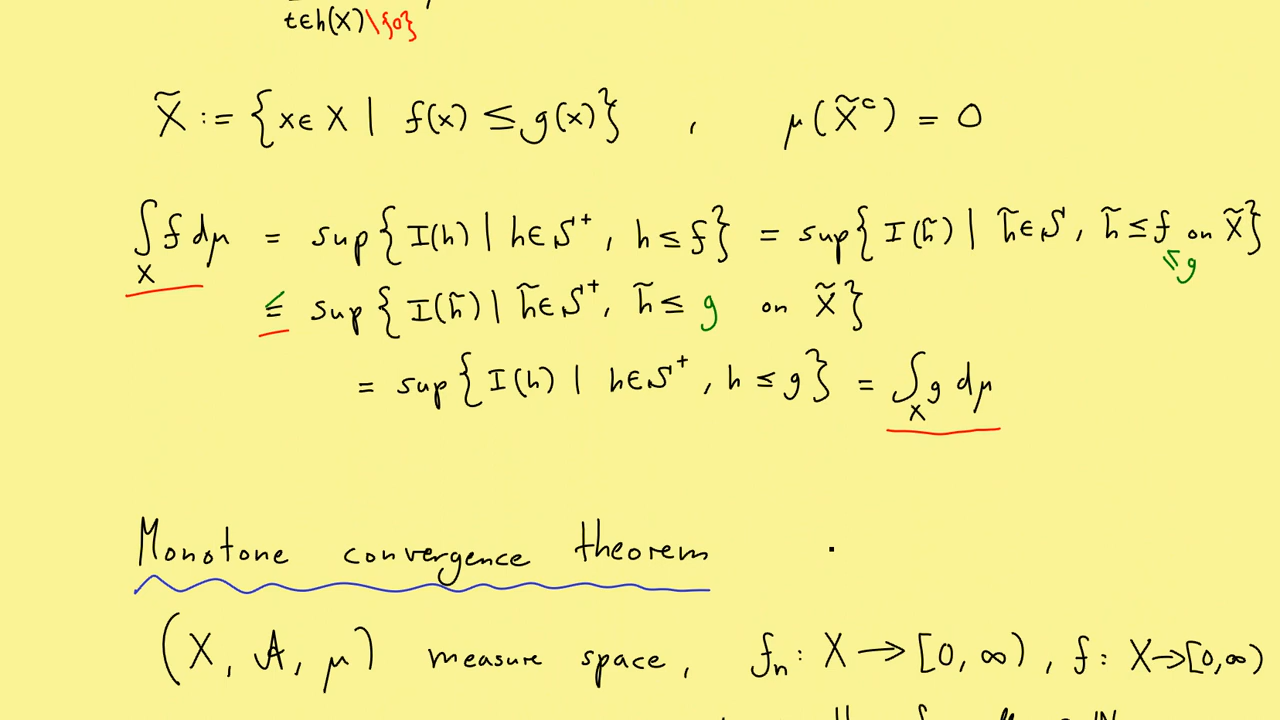 t∈h(X)\{0}
X̃ := {x∈X | f(x) ≤ g(x)} , μ(X̃ᶜ) = 0
∫_X f dμ = sup{I(h) | h∈S⁺, h ≤ f} = sup{I(h̃) | h̃∈S, h̃ ≤ f on X̃}
≤ g
≤ sup{I(h̃) | h̃∈S⁺, h̃ ≤ g on X̃}
= sup{I(h) | h∈S⁺, h ≤ g} = ∫_X g dμ
Monotone convergence theorem
(X, A, μ) measure space, fₙ: X → [0,∞), f: X→[0,∞)